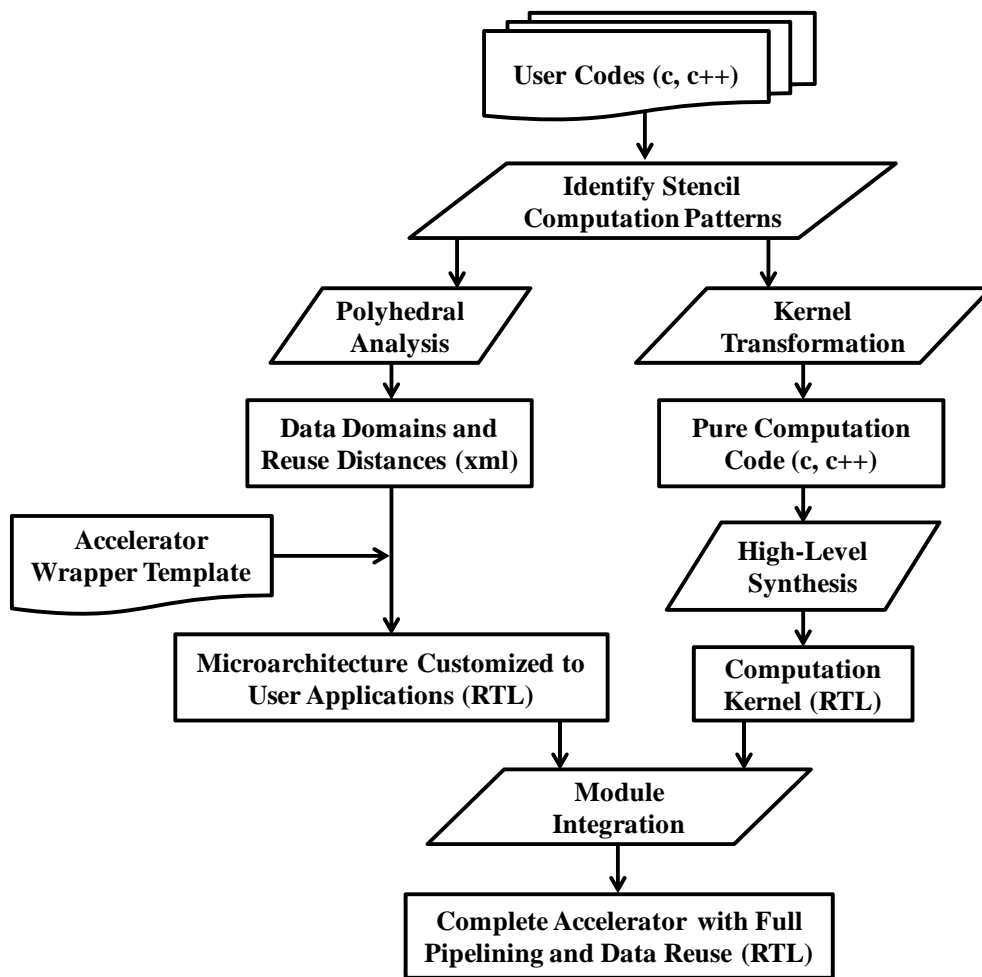 User Codes (c, c++)
Identify Stencil
Computation Patterns
Polyhedral
Analysis
Kernel
Transformation
Data Domains and
Reuse Distances (xml)
Pure Computation
Code (c, c++)
Accelerator
Wrapper Template
High-Level
Synthesis
Microarchitecture Customized to
User Applications (RTL)
Computation
Kernel (RTL)
Module
Integration
Complete Accelerator with Full
Pipelining and Data Reuse (RTL)